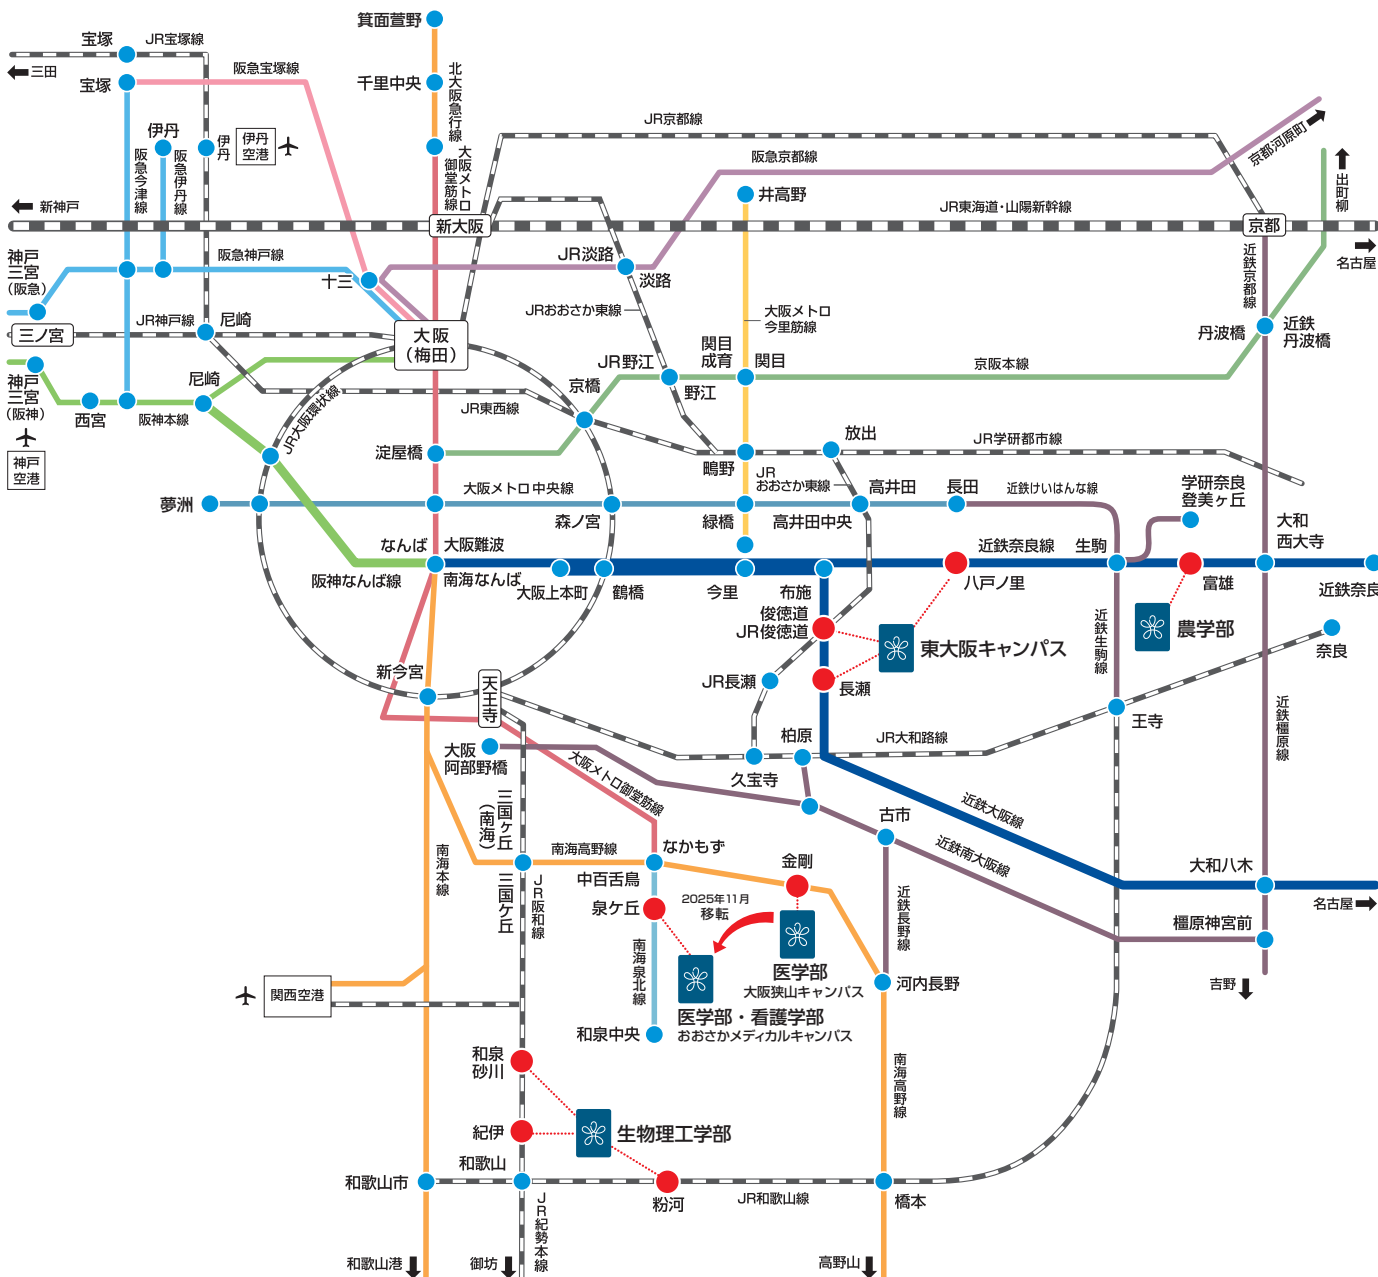 箕面萱野
宝塚
JR宝塚線
三田
宝塚
阪急宝塚線
千里中央
北大阪急行線
伊丹
伊丹
伊丹
空港
JR京都線
大阪メトロ
御堂筋線
阪急今津線
阪急伊丹線
阪急京都線
京都河原町
出町柳
井高野
新神戸
新大阪
JR東海道・山陽新幹線
京都
名古屋
神戸
三宮
(阪急)
阪急神戸線
十三
JR淡路
淡路
近鉄京都線
JRおおさか東線
大阪メトロ
今里筋線
三ノ宮
JR神戸線
尼崎
大阪
(梅田)
丹波橋
近鉄
丹波橋
関目
成育
関目
京阪本線
JR野江
野江
神戸
三宮
(阪神)
尼崎
京橋
西宮
阪神本線
JR大阪環状線
JR東西線
神戸
空港
淀屋橋
鴫野
放出
JR学研都市線
JR
おおさか東線
夢洲
大阪メトロ中央線
森ノ宮
緑橋
高井田
高井田中央
長田
近鉄けいはんな線
学研奈良
登美ヶ丘
なんば
大阪難波
近鉄奈良線
生駒
大和
西大寺
阪神なんば線
南海なんば
大阪上本町
鶴橋
今里
布施
八戸ノ里
富雄
近鉄奈良
俊徳道
JR俊徳道
東大阪キャンパス
近鉄生駒線
農学部
奈良
新今宮
天王寺
JR長瀬
長瀬
王寺
近鉄橿原線
大阪
阿部野橋
柏原
JR大和路線
久宝寺
大阪メトロ御堂筋線
三国ヶ丘
(南海)
古市
近鉄大阪線
近鉄南大阪線
南海本線
南海高野線
なかもず
中百舌鳥
金剛
大和八木
三国ケ丘
JR阪和線
2025年11月
移転
近鉄長野線
名古屋
泉ケ丘
橿原神宮前
南海泉北線
医学部
大阪狭山キャンパス
河内長野
吉野
関西空港
医学部・看護学部
おおさかメディカルキャンパス
和泉中央
和泉
砂川
南海高野線
紀伊
生物理工学部
和歌山市
和歌山
粉河
JR和歌山線
橋本
JR紀勢本線
和歌山港
御坊
高野山